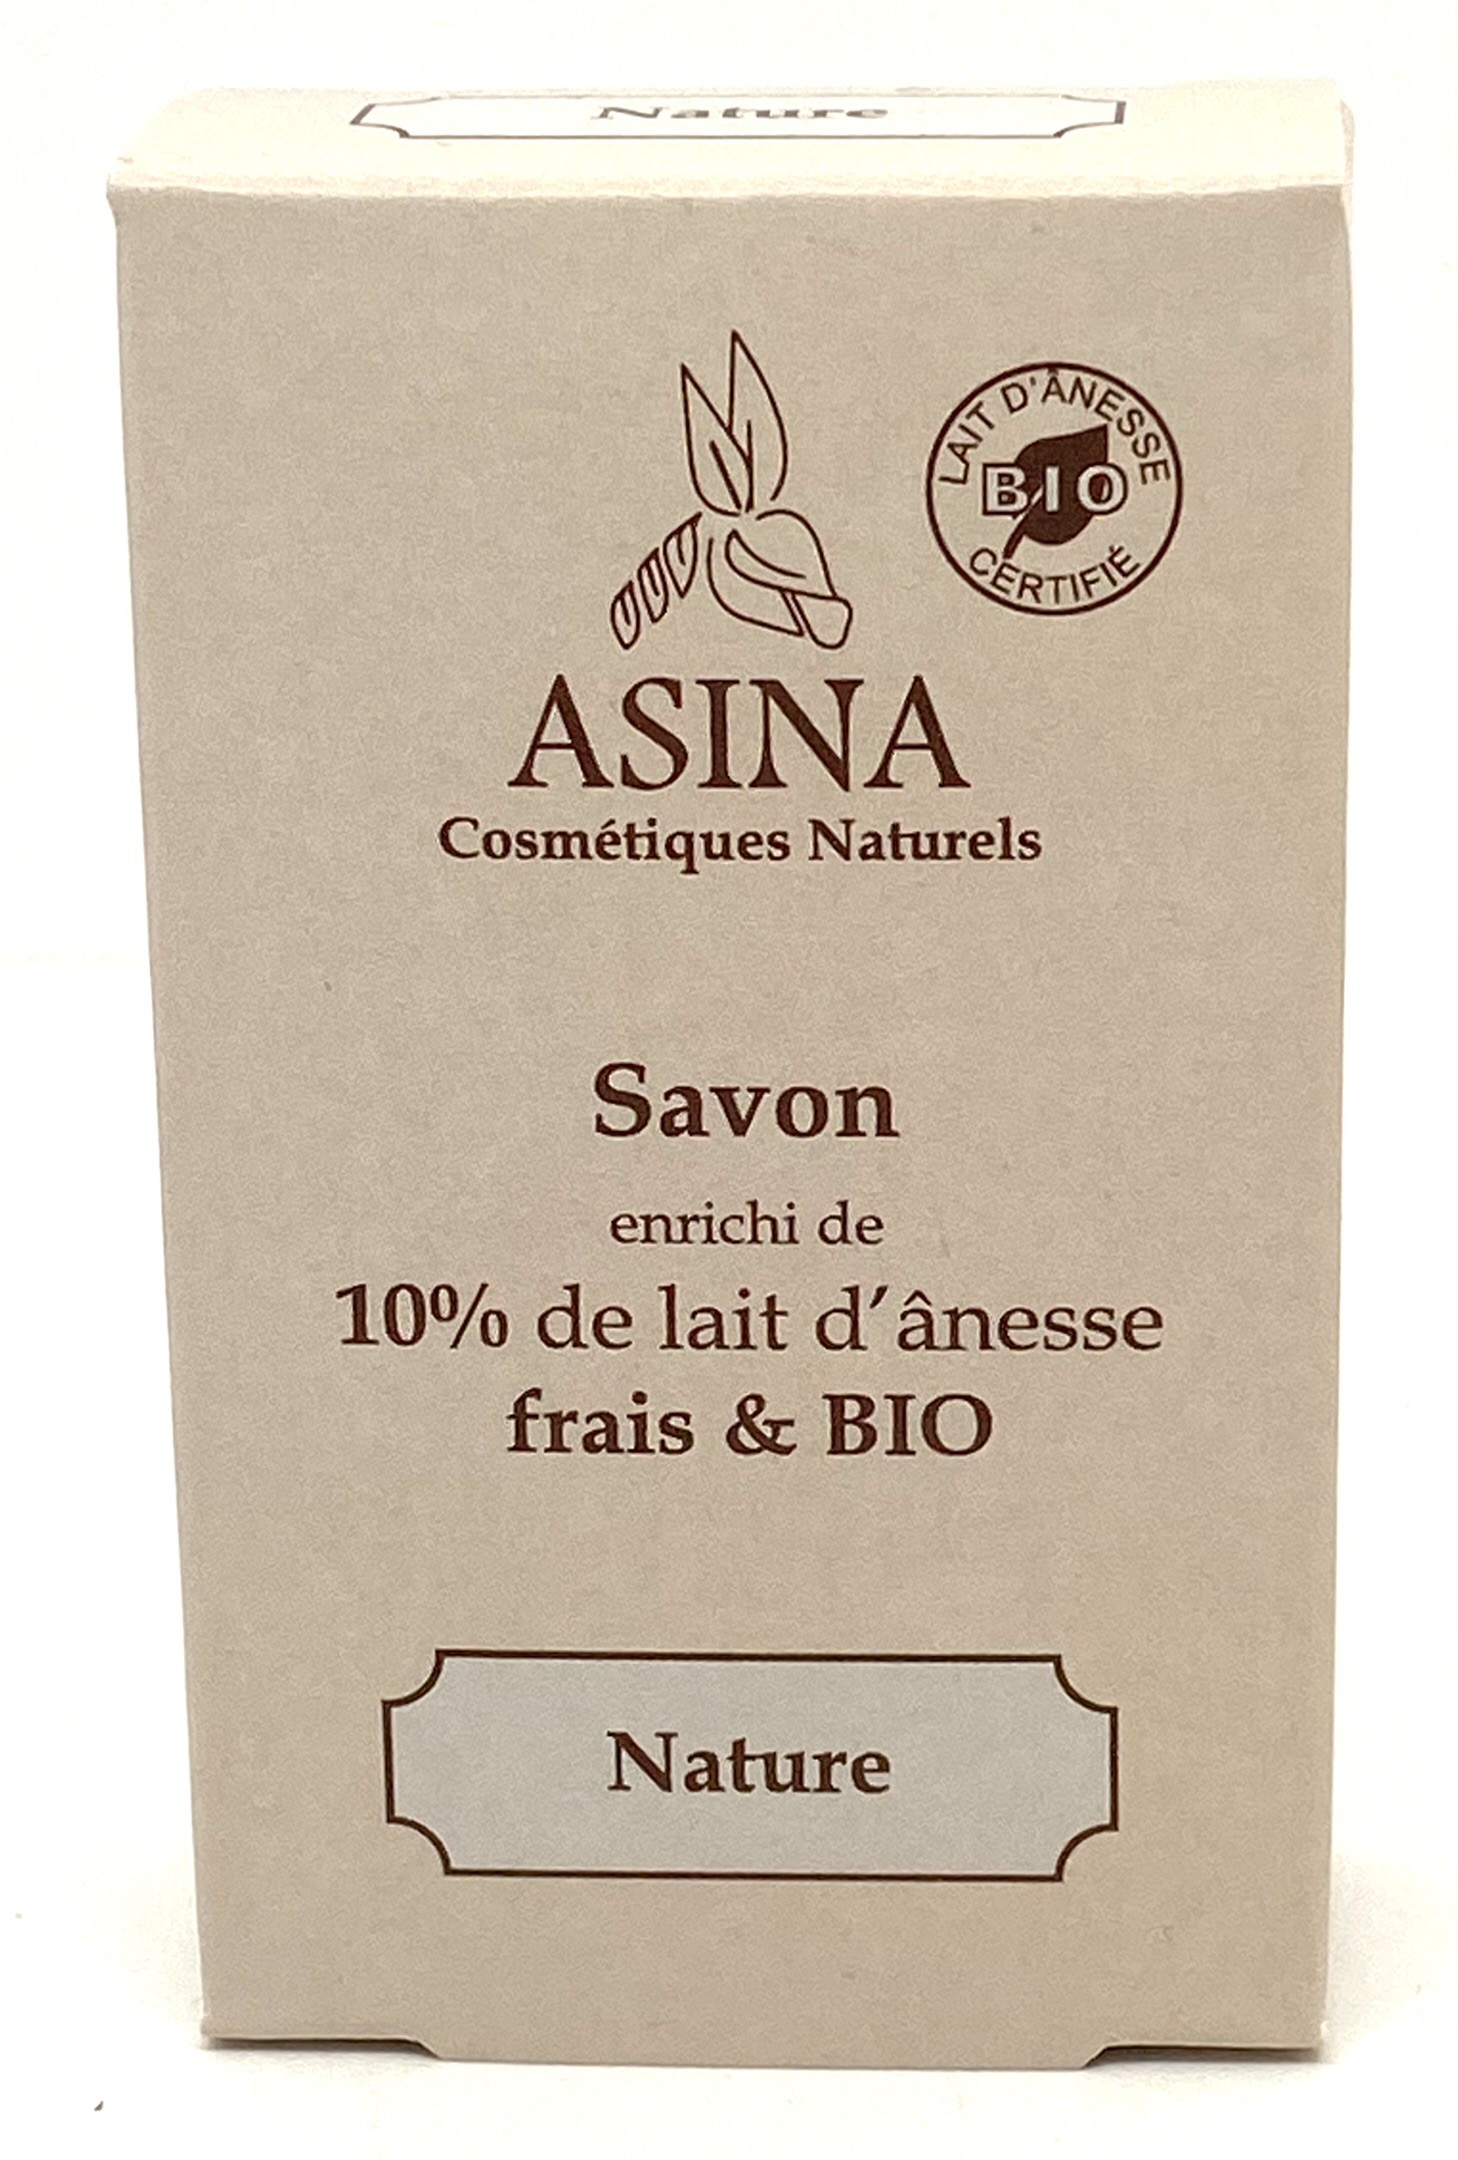 Nature
LAIT D'ÂNESSE
BIO
CERTIFIÉ
ASINA
Cosmétiques Naturels
Savon
enrichi de
10% de lait d'ânesse
frais & BIO
Nature